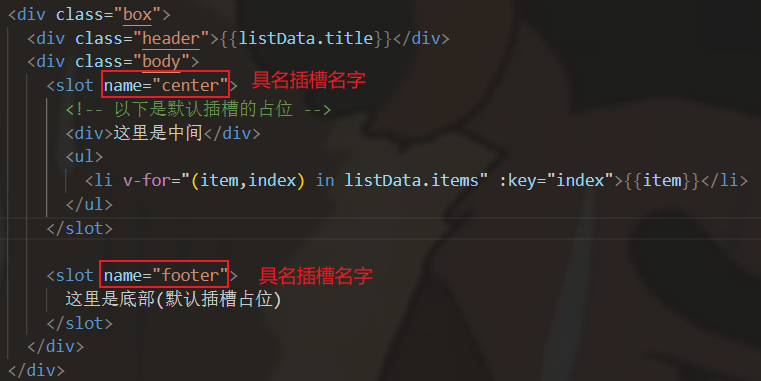 <div class="box">
<div class="header">{{listData.title}}</div>
<div class="body">
<slot name="center"> 具名插槽名字
<!-- 以下是默认插槽的占位 -->
<div>这里是中间</div>
<ul>
<li v-for="(item,index) in listData.items" :key="index">{{item}}</li>
</ul>
</slot>
<slot name="footer"> 具名插槽名字
这里是底部(默认插槽占位)
</slot>
</div>
</div>